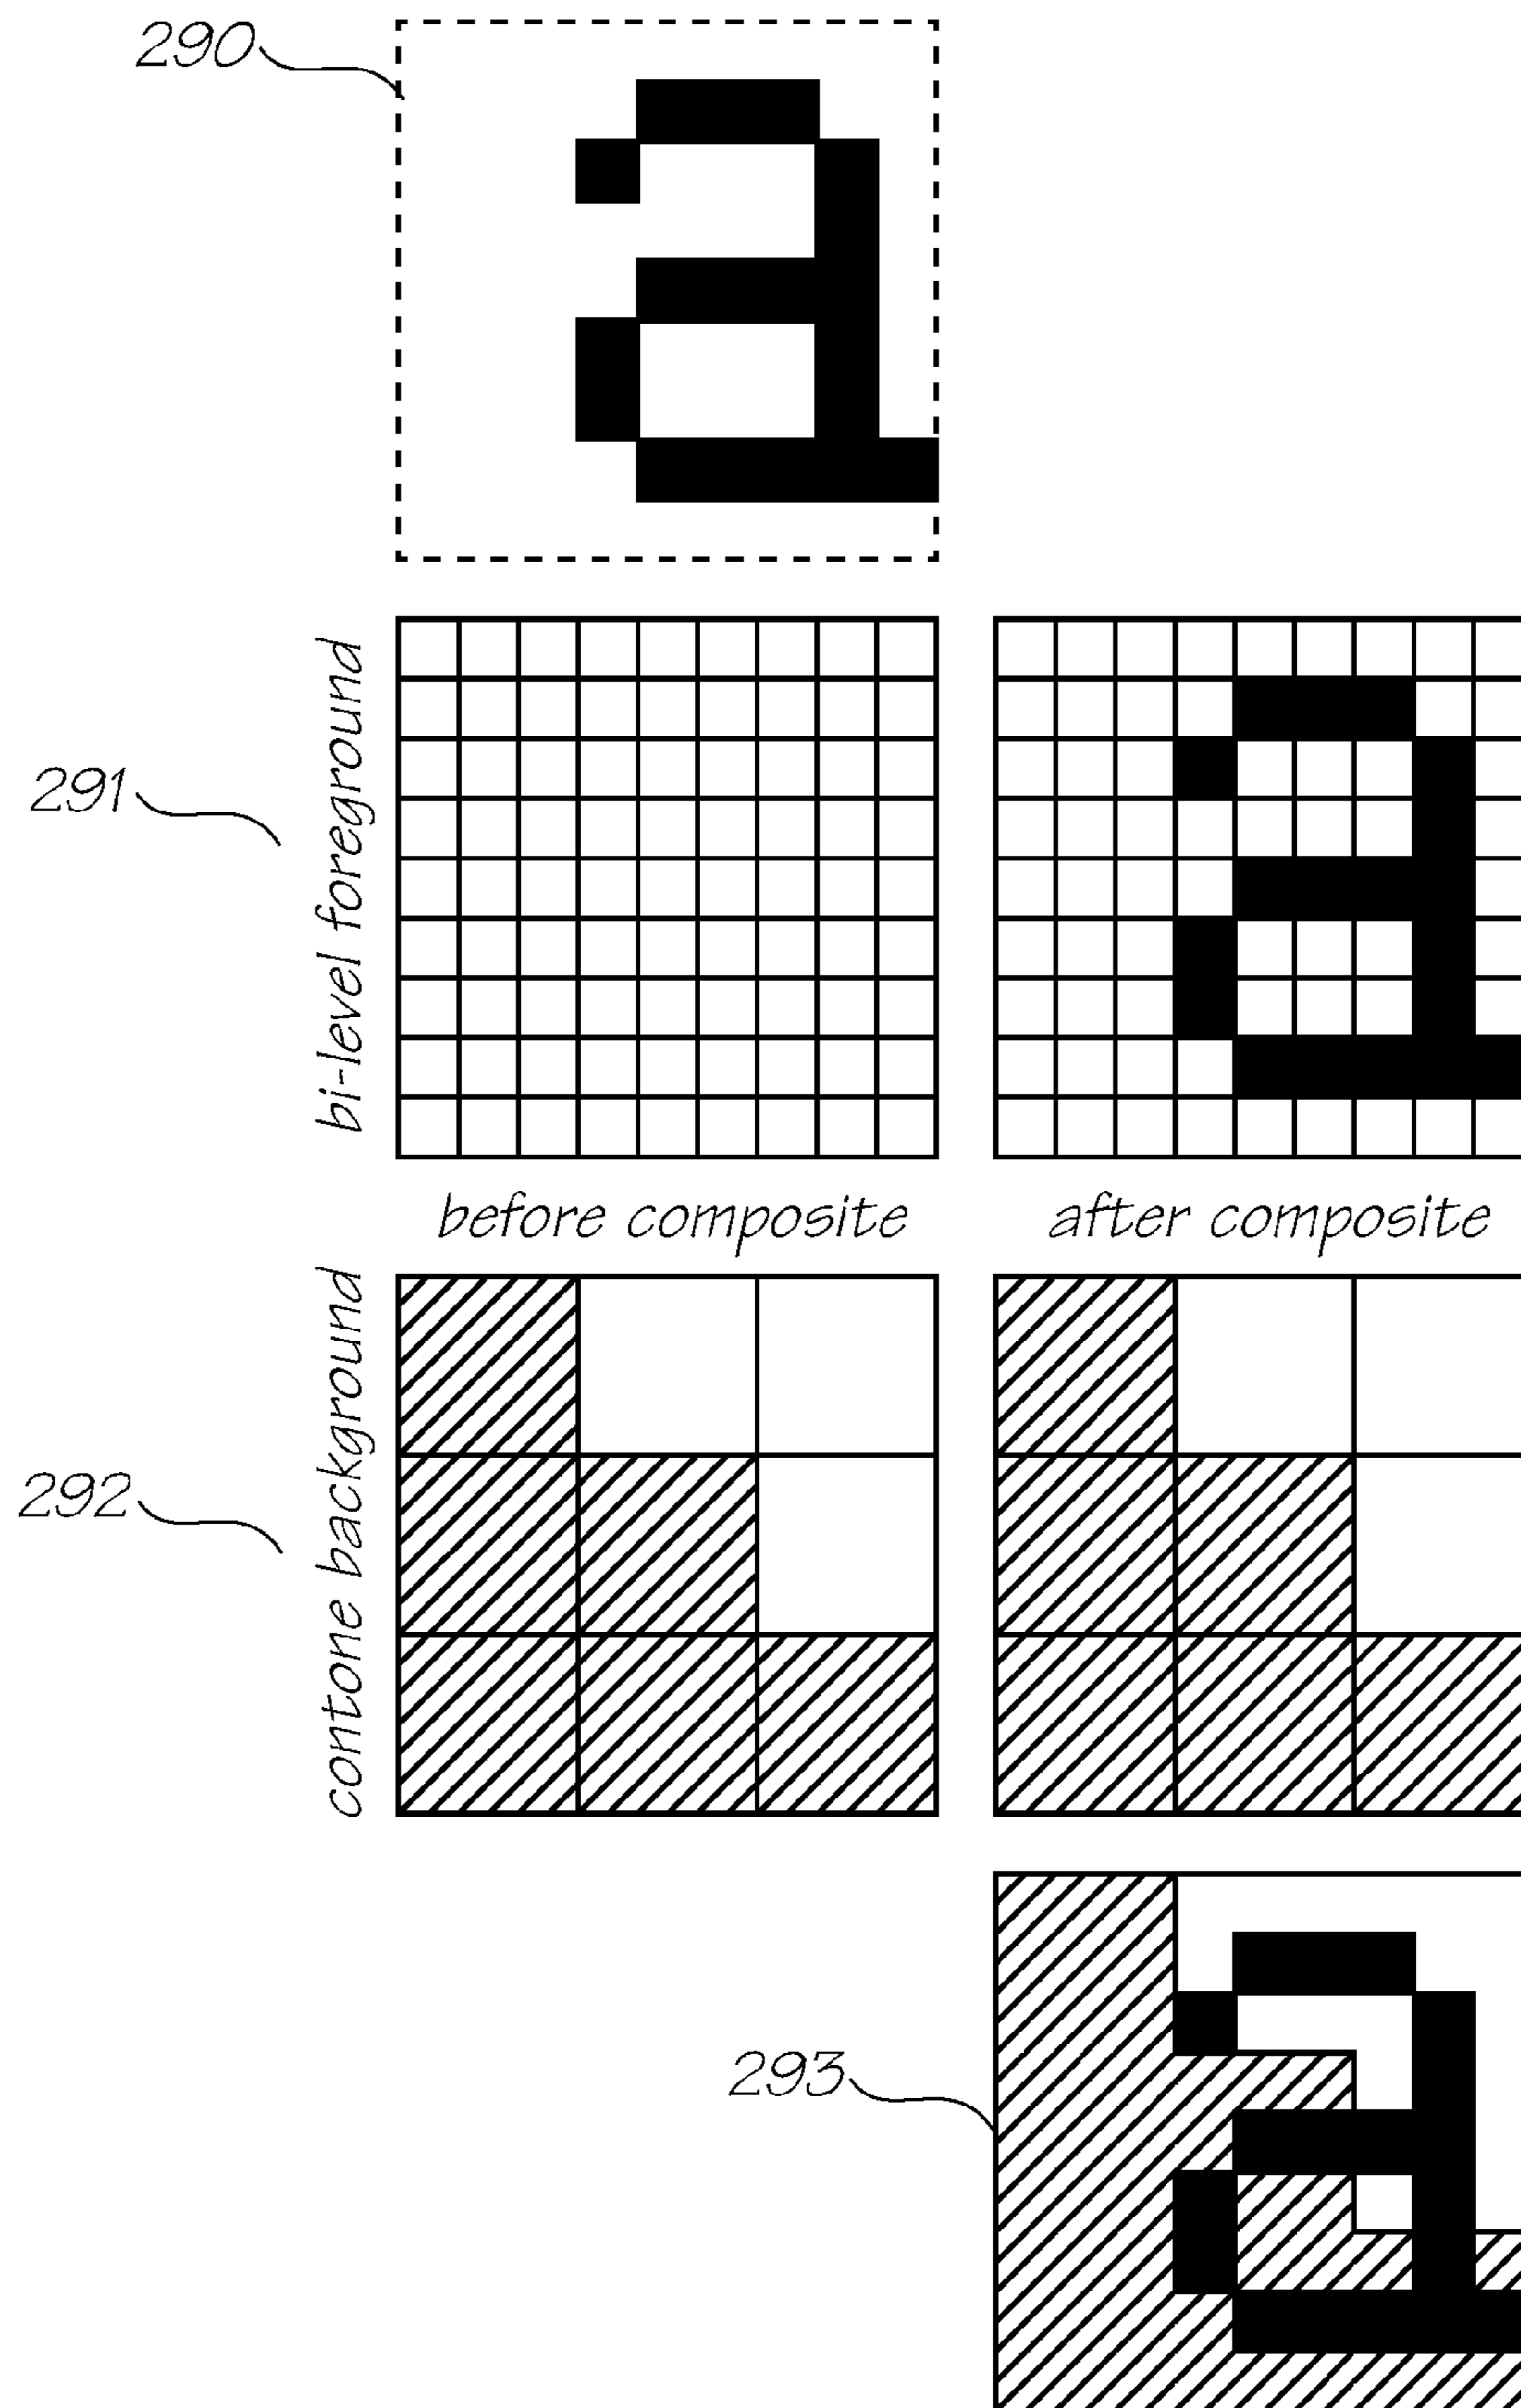 290
291
bi-level foreground
before composite
after composite
292
contone background
293